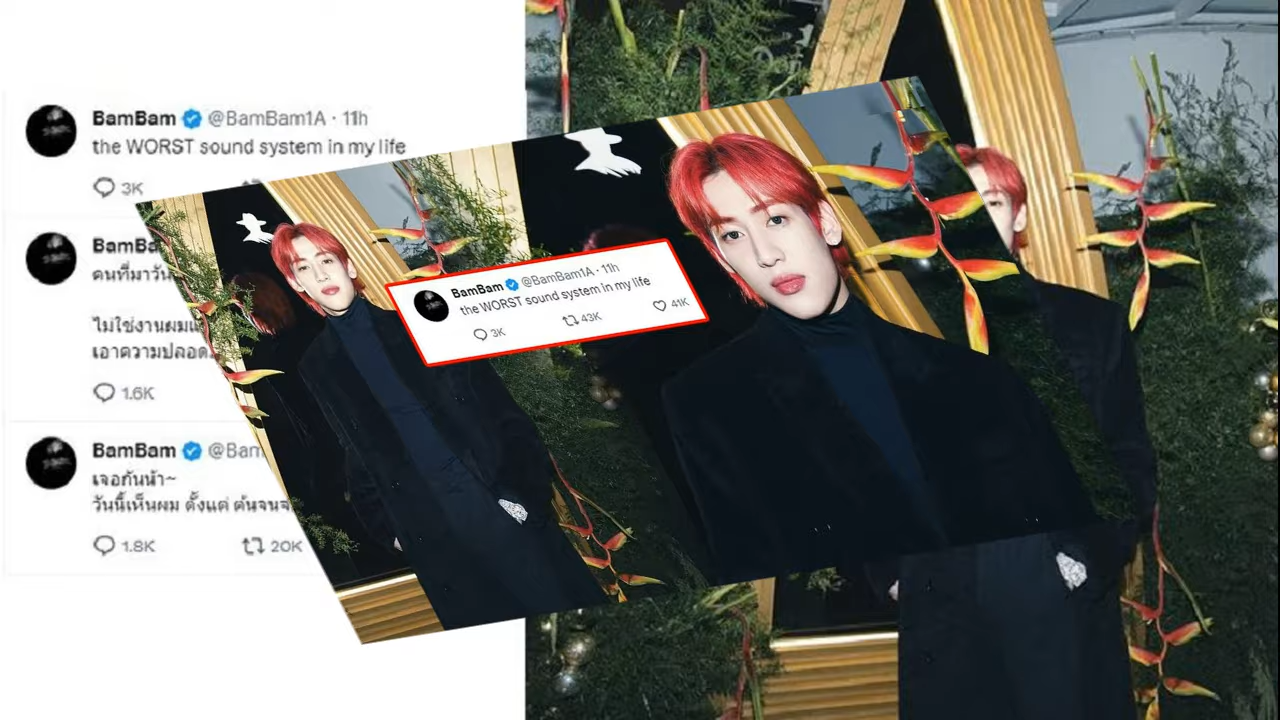 BamBam @BamBam1A · 11h
the WORST sound system in my life
3K
BamBam
คนที่มาวัน
ไม่ใช่งานผม
เอาความปลอด
1.6K
BamBam @Bam
เจอกันน้า~
วันนี้เห็นผม ตั้งแต่ ต้นจน
1.8K 20K
BamBam @BamBam1A · 11h
the WORST sound system in my life
3K 43K 41K